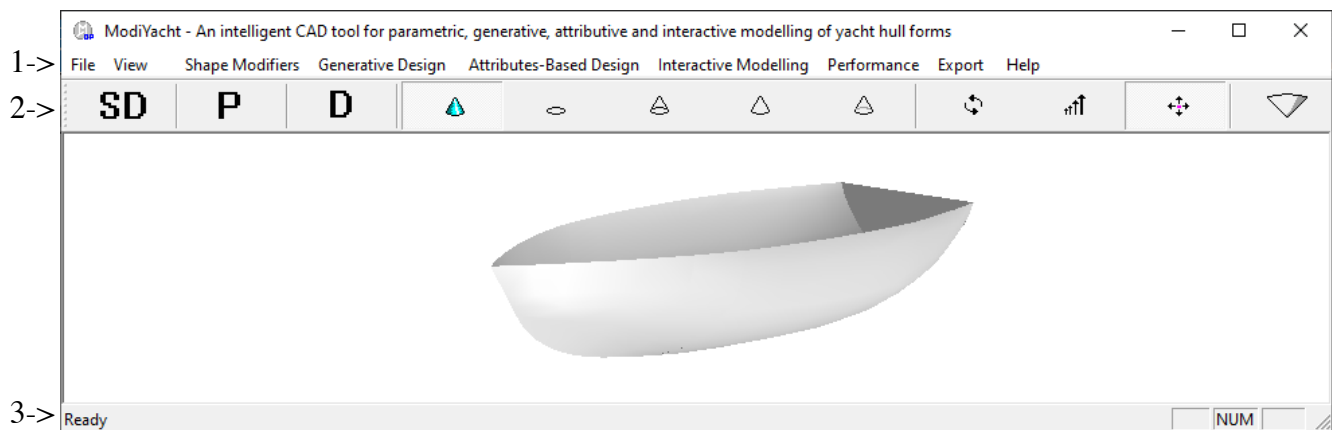 ModiYacht - An intelligent CAD tool for parametric, generative, attributive and interactive modelling of yacht hull forms
1-> File View Shape Modifiers Generative Design Attributes-Based Design Interactive Modelling Performance Export Help
2-> SD P D
3-> Ready NUM